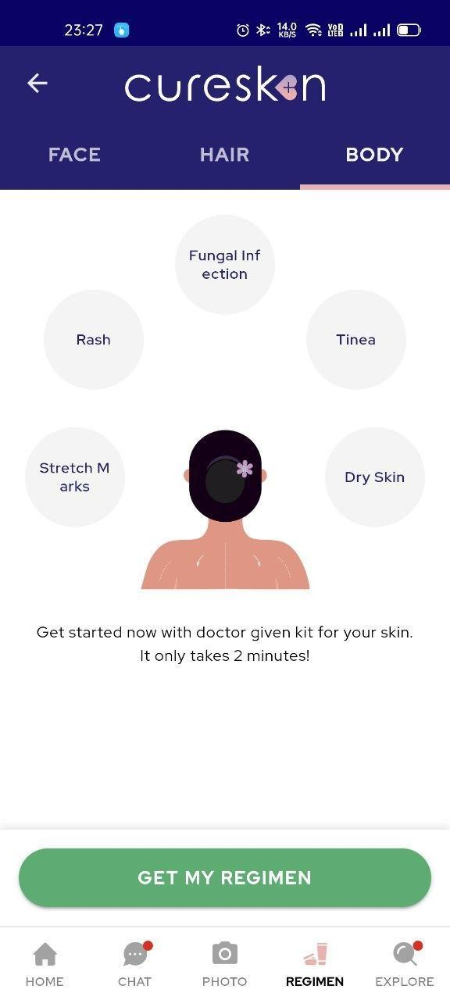 23:27
14.0
KB/S
VoD
LTED
cureskin
FACE
HAIR
BODY
Fungal Inf
ection
Rash
Tinea
Stretch M
arks
Dry Skin
Get started now with doctor given kit for your skin.
It only takes 2 minutes!
GET MY REGIMEN
HOME
CHAT
PHOTO
REGIMEN
EXPLORE